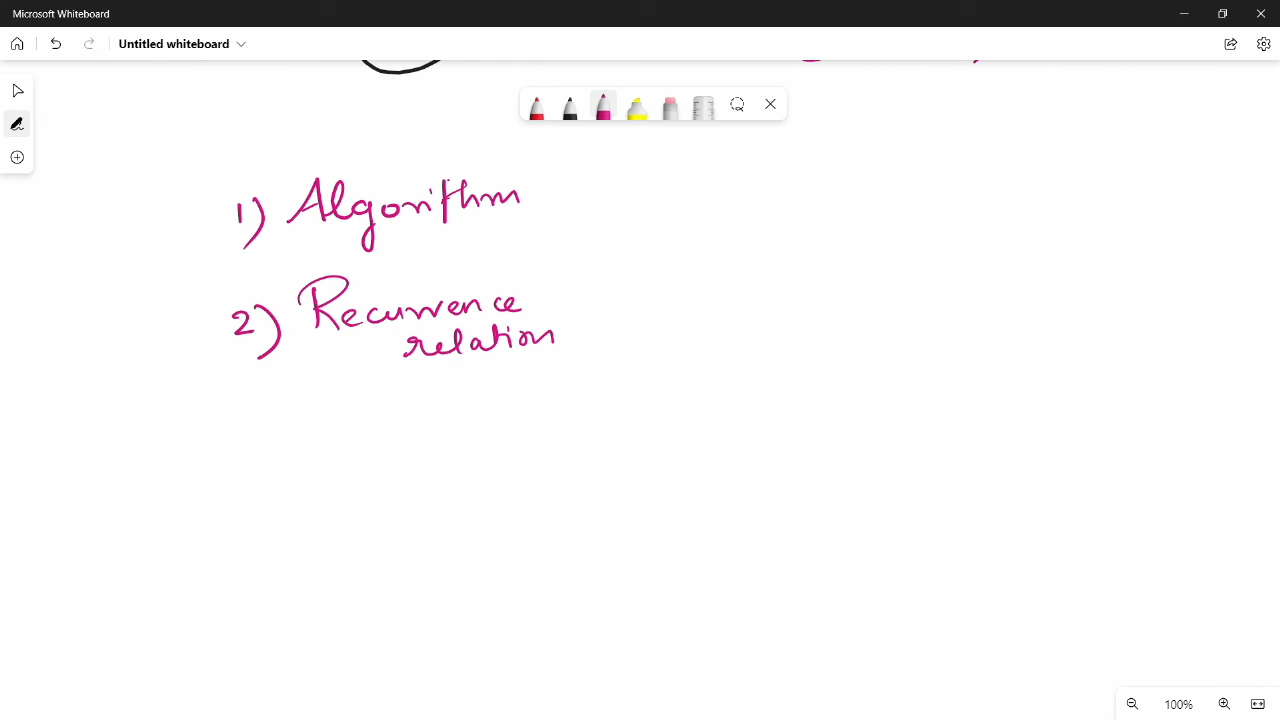 Microsoft Whiteboard
Untitled whiteboard
1) Algorithm
2) Recurrence
relation
100%